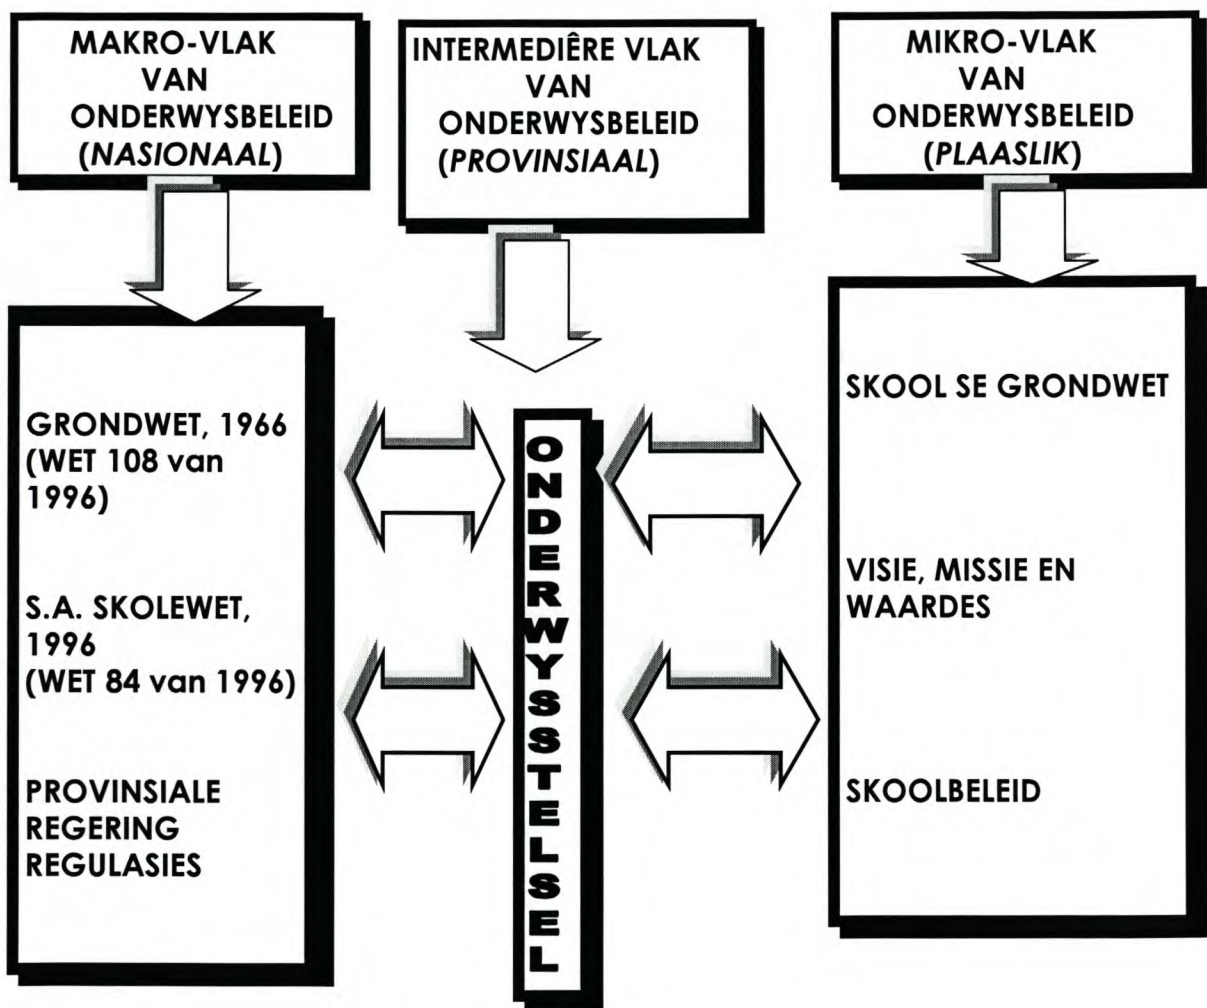 MAKRO-VLAK
VAN
ONDERWYSBELEID
(NASIONAAL)
INTERMEDIÊRE VLAK
VAN
ONDERWYSBELEID
(PROVINSIAAL)
MIKRO-VLAK
VAN
ONDERWYSBELEID
(PLAASLIK)
GRONDWET, 1966
(WET 108 van
1996)
S.A. SKOLEWET,
1996
(WET 84 van 1996)
PROVINSIALE
REGERING
REGULASIES
ONDERWYSSTELSEL
SKOOL SE GRONDWET
VISIE, MISSIE EN
WAARDES
SKOOLBELEID